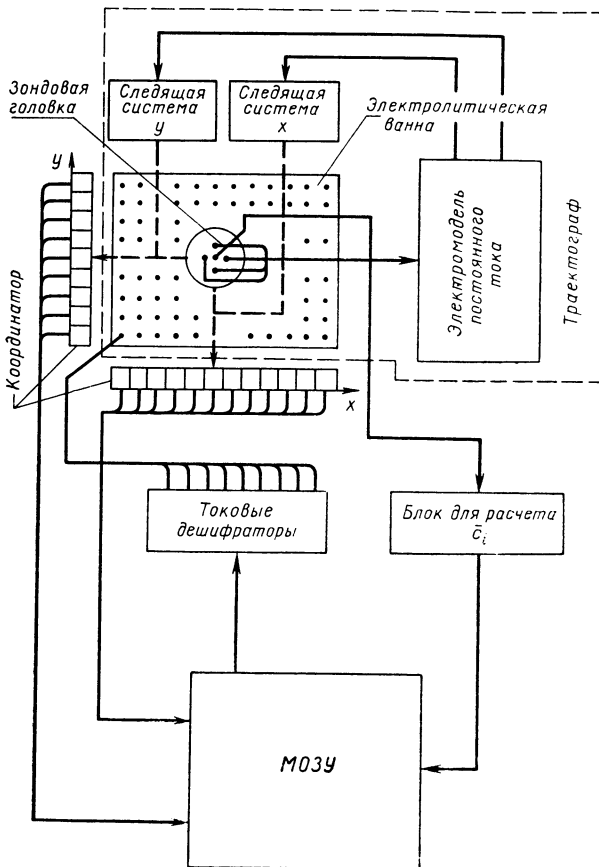 Зондовая
головка
Следящая
система
y
Следящая
система
x
Электролитическая
ванна
y
Электромодель
постоянного
тока
Траектограф
Координатор
x
Токовые
дешифраторы
Блок для расчета
c̄ᵢ
МОЗУ